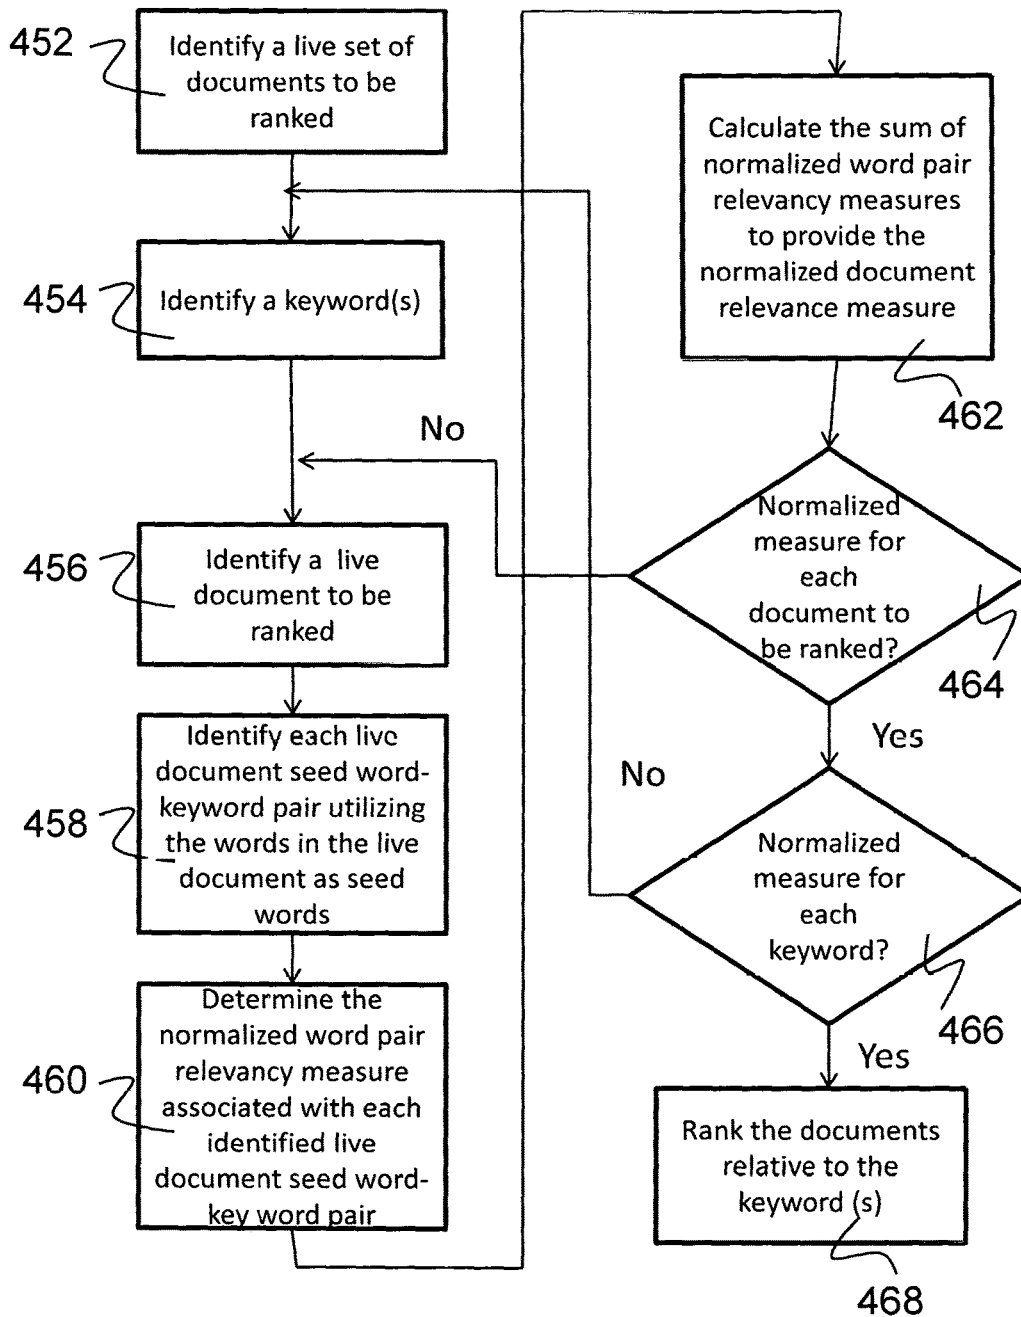 452
Identify a live set of
documents to be
ranked
454
Identify a keyword(s)
No
456
Identify a live
document to be
ranked
458
Identify each live
document seed word-
keyword pair utilizing
the words in the live
document as seed
words
460
Determine the
normalized word pair
relevancy measure
associated with each
identified live
document seed word-
key word pair
Calculate the sum of
normalized word pair
relevancy measures
to provide the
normalized document
relevance measure
462
Normalized
measure for
each
document to
be ranked?
464
Yes
No
Normalized
measure for
each
keyword?
466
Yes
Rank the documents
relative to the
keyword (s)
468